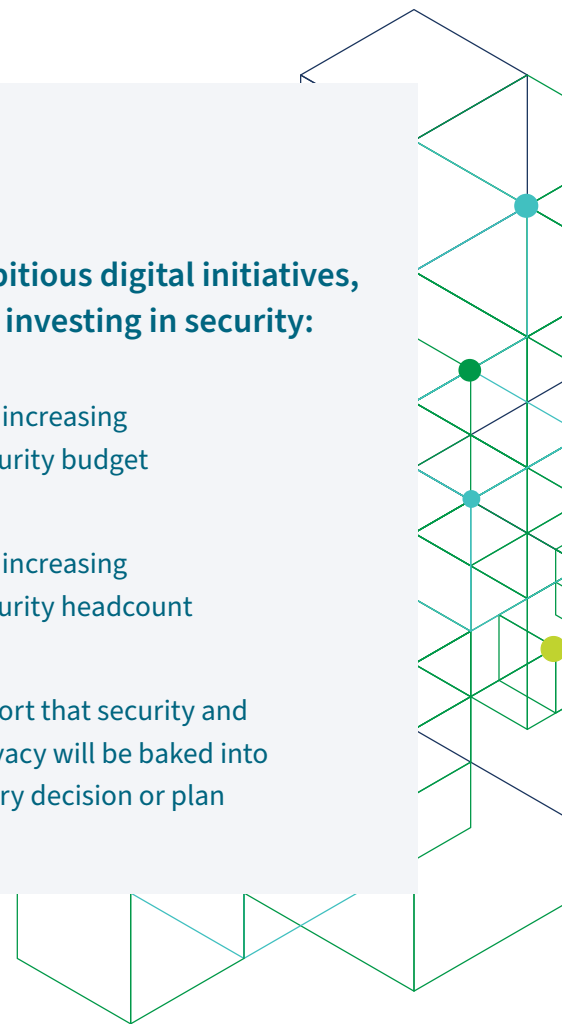 bitious digital initiatives,
investing in security:
increasing
urity budget
increasing
urity headcount
ort that security and
vacy will be baked into
ry decision or plan